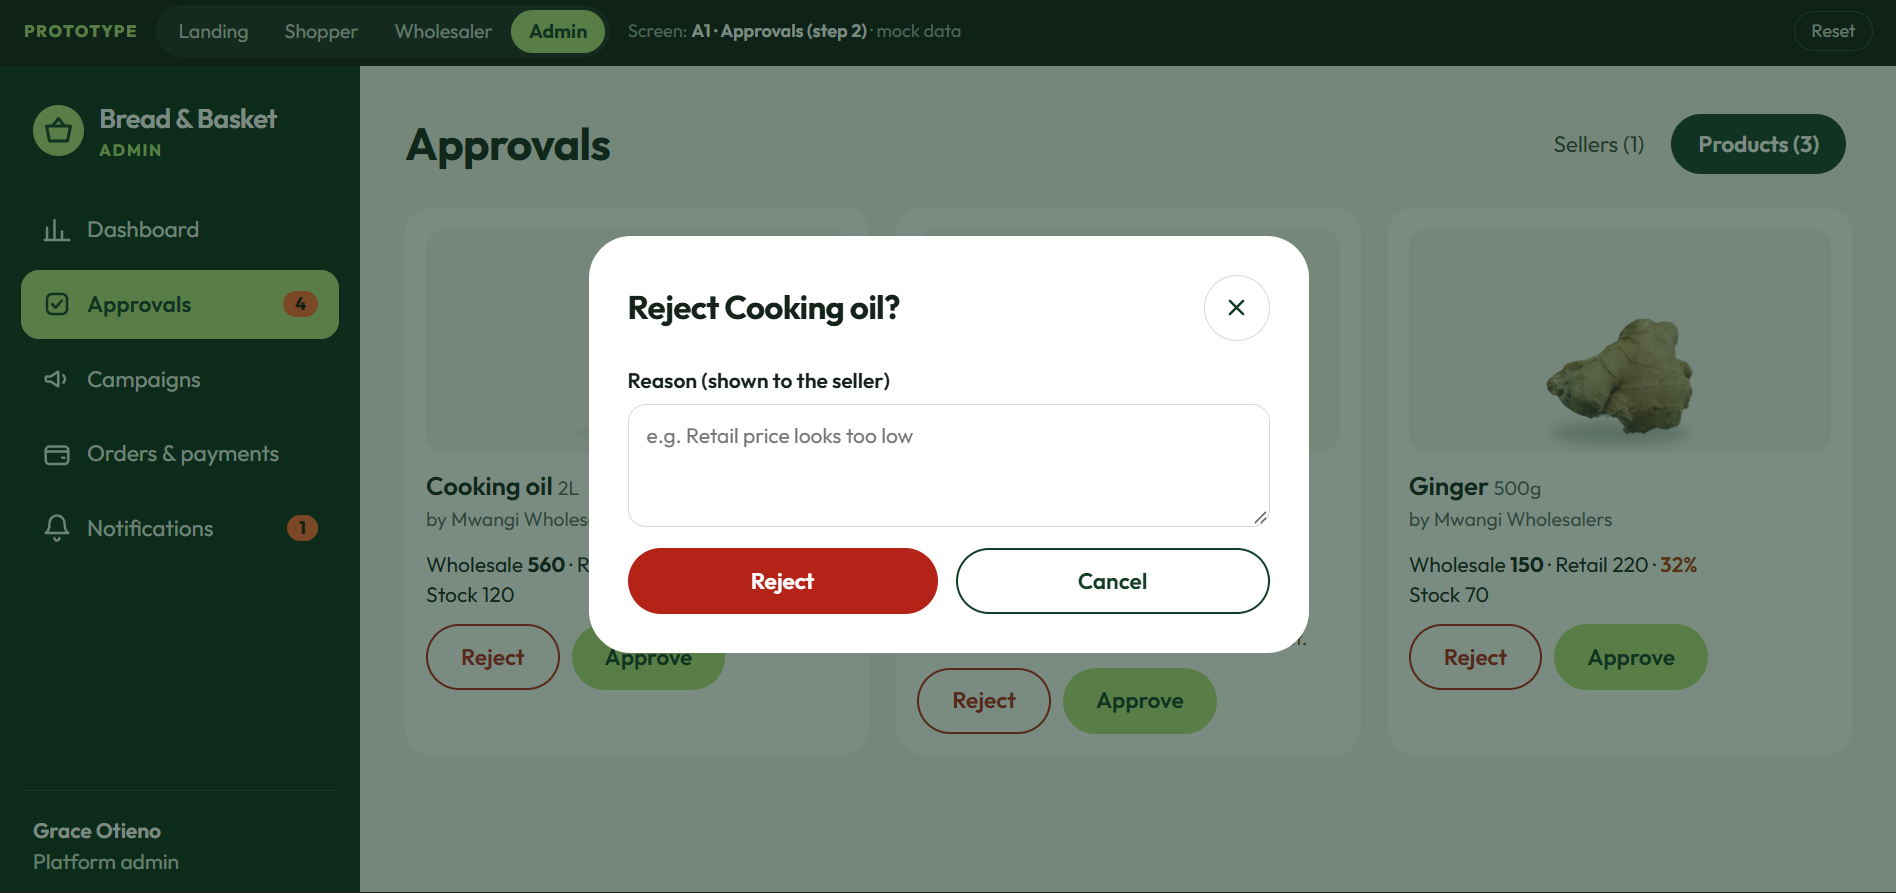 PROTOTYPE
Landing
Shopper
Wholesaler
Admin
Screen: A1 · Approvals (step 2) · mock data
Reset
Bread & Basket
ADMIN
Dashboard
Approvals
4
Campaigns
Orders & payments
Notifications
1
Grace Otieno
Platform admin
Approvals
Sellers (1)
Products (3)
Cooking oil 2L
by Mwangi Wholes
Wholesale 560 · R
Stock 120
Reject
Approve
Reject
Approve
Ginger 500g
by Mwangi Wholesalers
Wholesale 150 · Retail 220 · 32%
Stock 70
Reject
Approve
Reject Cooking oil?
Reason (shown to the seller)
e.g. Retail price looks too low
Reject
Cancel